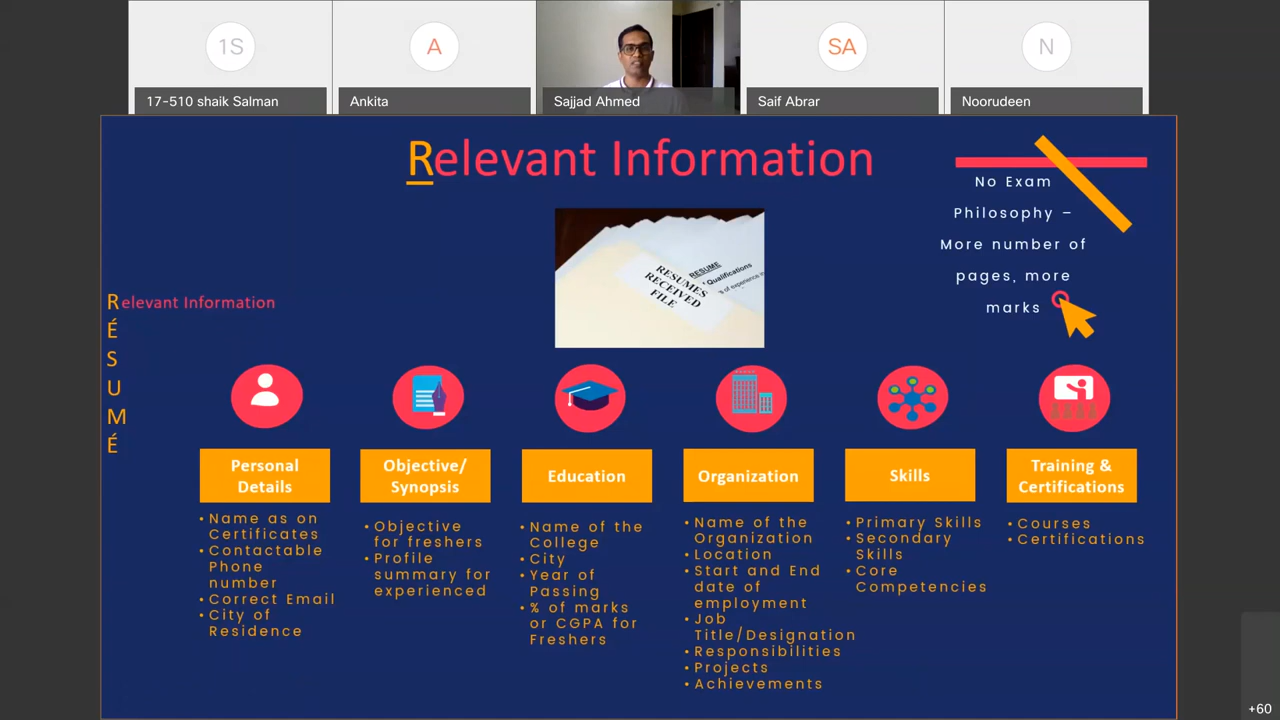 1S
A
SA
N
17-510 shaik Salman
Ankita
Sajjad Ahmed
Saif Abrar
Noorudeen
Relevant Information
No Exam
Philosophy –
More number of
pages, more
marks
RESUMES
RECEIVED
FILE
RESUME
Qualifications
Relevant Information
É
S
U
M
É
Personal
Details
• Name as on
Certificates
• Contactable
Phone
number
• Correct Email
• City of
Residence
Objective/
Synopsis
• Objective
for freshers
• Profile
summary for
experienced
Education
• Name of the
College
• City
• Year of
Passing
• % of marks
or CGPA for
Freshers
Organization
• Name of the
Organization
• Location
• Start and End
date of
employment
• Job
Title/Designation
• Responsibilities
• Projects
• Achievements
Skills
• Primary Skills
• Secondary
Skills
• Core
Competencies
Training &
Certifications
• Courses
• Certifications
+60